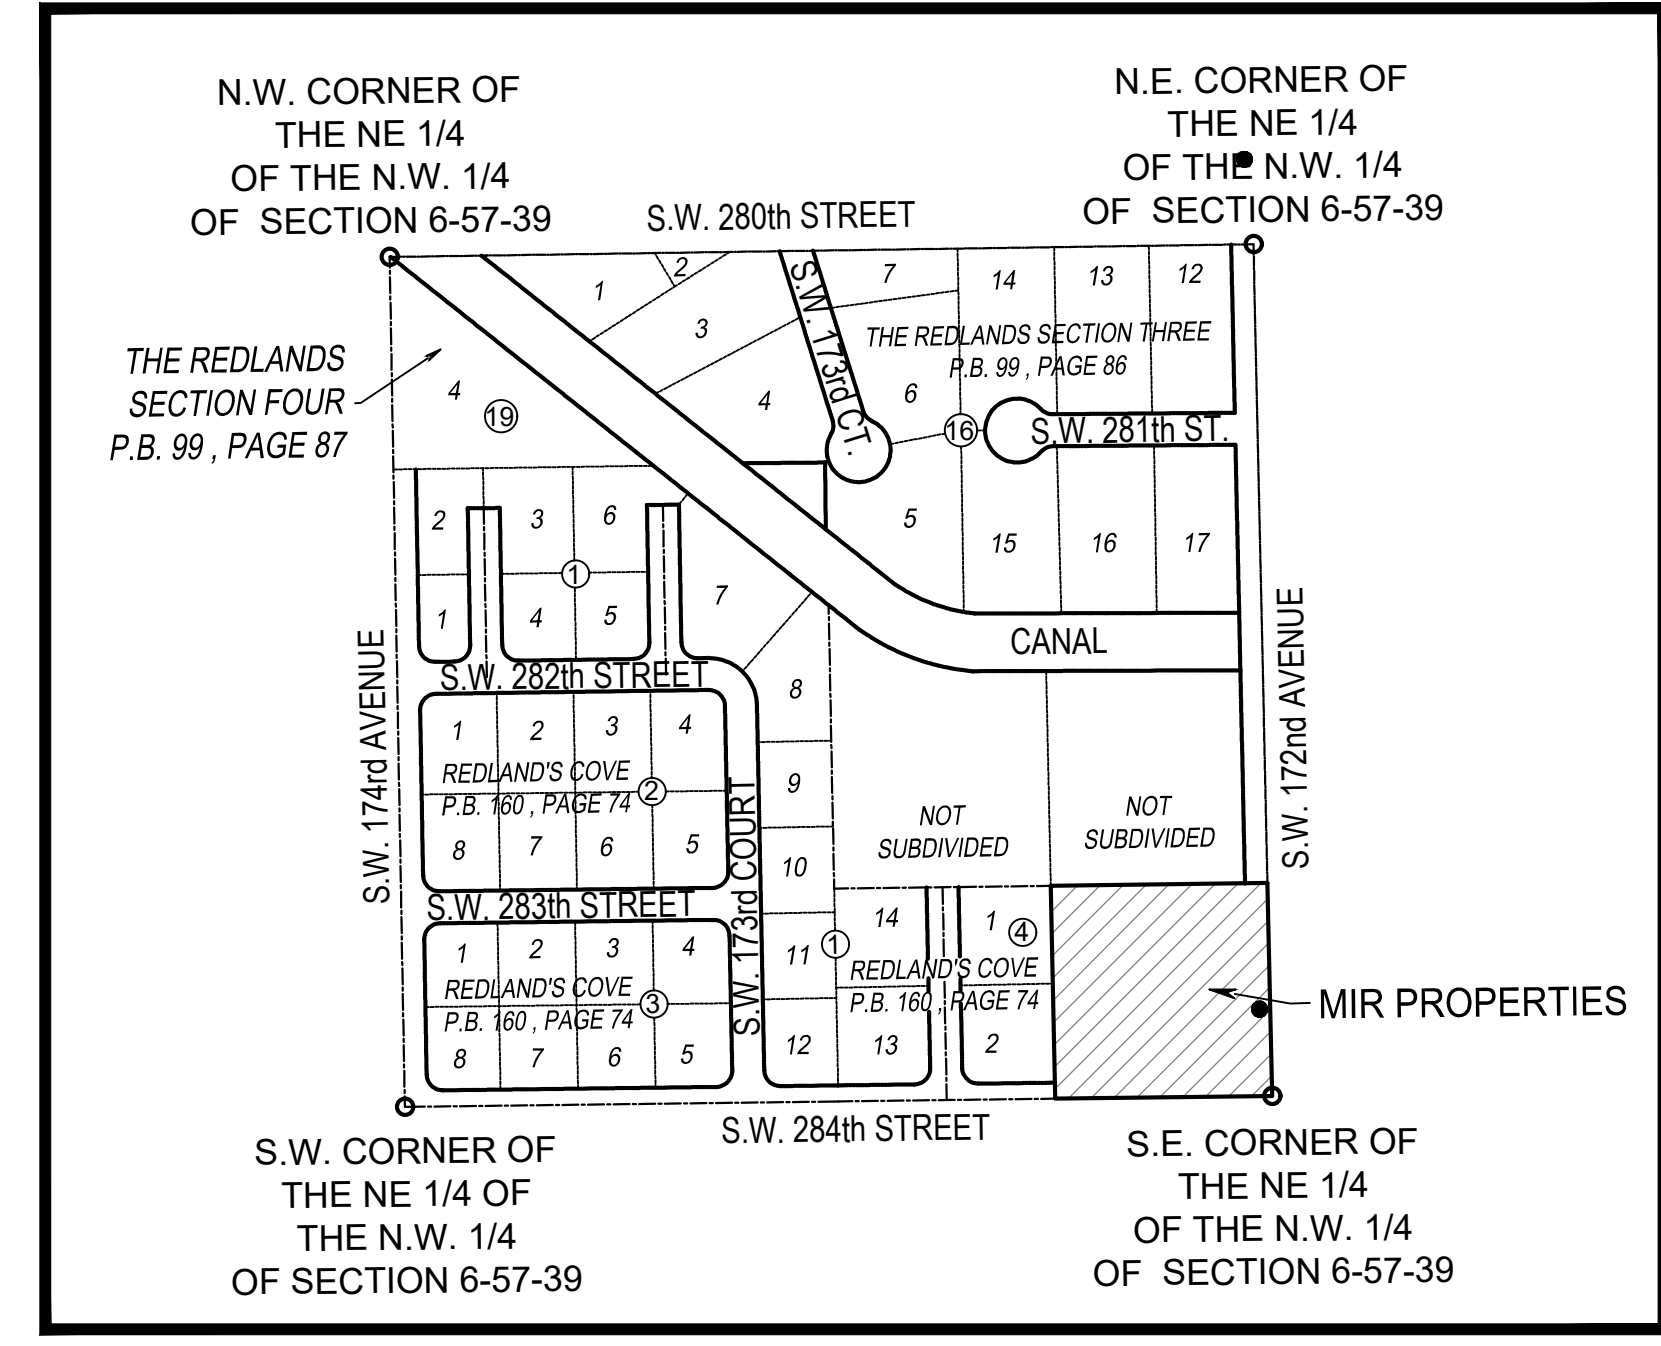 N.W. CORNER OF
THE NE 1/4
OF THE N.W. 1/4
OF SECTION 6-57-39
N.E. CORNER OF
THE NE 1/4
OF THE N.W. 1/4
OF SECTION 6-57-39
S.W. 280th STREET
THE REDLANDS
SECTION FOUR
P.B. 99 , PAGE 87
4
19
1
2
3
4
S.W. 173rd CT.
7
14
13
12
THE REDLANDS SECTION THREE
P.B. 99 , PAGE 86
6
16
S.W. 281th ST.
5
15
16
17
2
3
6
1
1
4
5
7
S.W. 174rd AVENUE
S.W. 282th STREET
CANAL
S.W. 172nd AVENUE
8
9
10
11
12
1
2
3
4
REDLAND'S COVE
2
P.B. 160 , PAGE 74
8
7
6
5
S.W. 173rd COURT
NOT
SUBDIVIDED
NOT
SUBDIVIDED
S.W. 283th STREET
1
2
3
4
REDLAND'S COVE
3
P.B. 160 , PAGE 74
8
7
6
5
14
1
4
1
REDLAND'S COVE
P.B. 160 , PAGE 74
13
2
MIR PROPERTIES
S.W. 284th STREET
S.W. CORNER OF
THE NE 1/4 OF
THE N.W. 1/4
OF SECTION 6-57-39
S.E. CORNER OF
THE NE 1/4
OF THE N.W. 1/4
OF SECTION 6-57-39